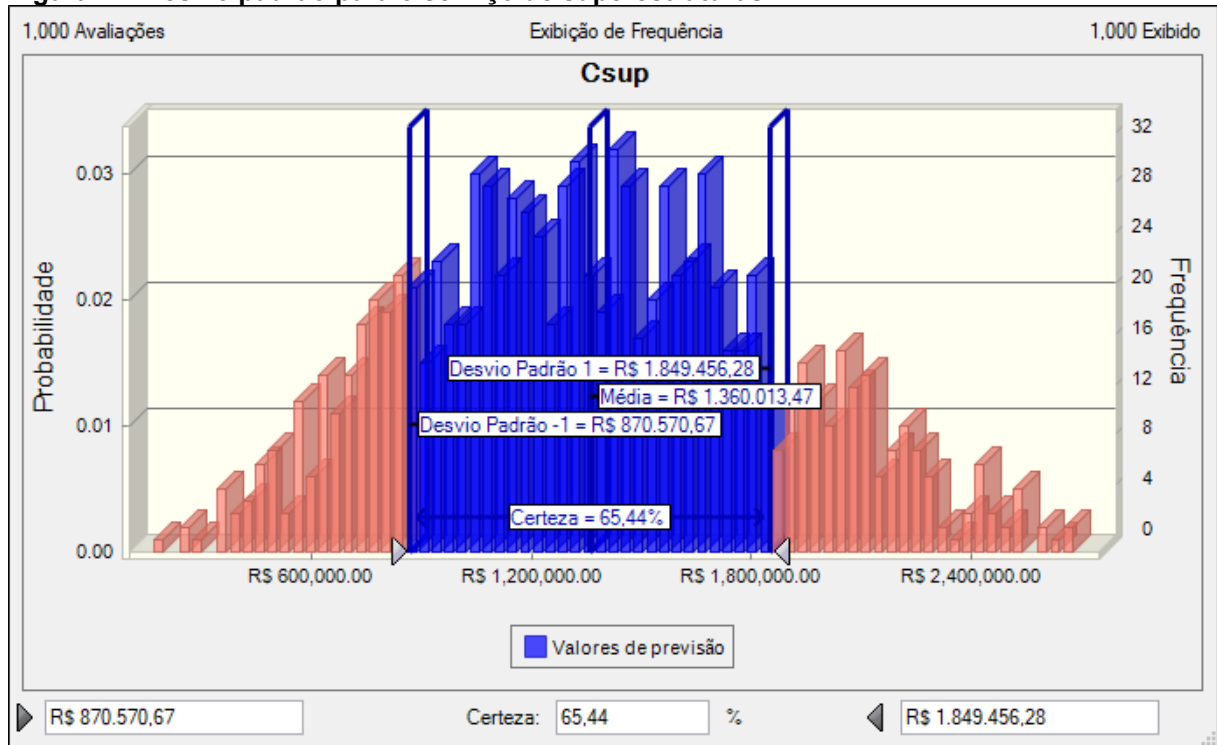 1,000 Avaliações
Exibição de Frequência
1,000 Exibido
Csup
Probabilidade
0.03
0.02
0.01
0.00
32
28
24
20
16
12
8
4
0
Frequência
Desvio Padrão 1 = R$ 1.849.456,28
Média = R$ 1.360.013,47
Desvio Padrão -1 = R$ 870.570,67
Certeza = 65,44%
R$ 600,000.00
R$ 1,200,000.00
R$ 1,800,000.00
R$ 2,400,000.00
Valores de previsão
R$ 870.570,67
Certeza:
65,44
%
R$ 1.849.456,28